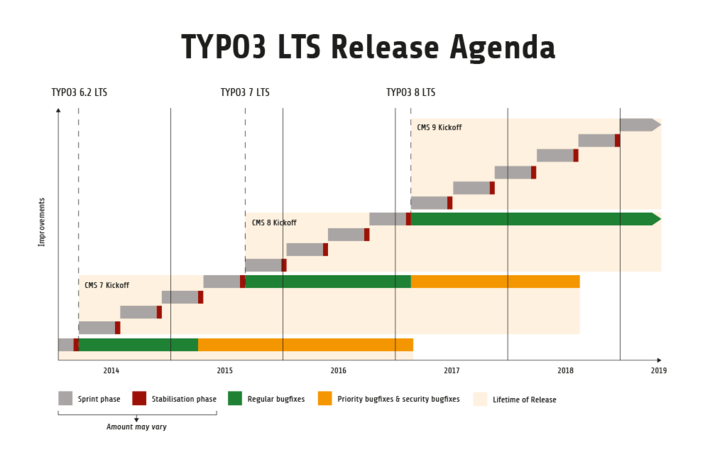 TYPO3 LTS Release Agenda
TYPO3 6.2 LTS
TYPO3 7 LTS
TYPO3 8 LTS
CMS 9 Kickoff
CMS 8 Kickoff
CMS 7 Kickoff
Improvements
2014
2015
2016
2017
2018
2019
Sprint phase
Stabilisation phase
Regular bugfixes
Priority bugfixes & security bugfixes
Lifetime of Release
Amount may vary